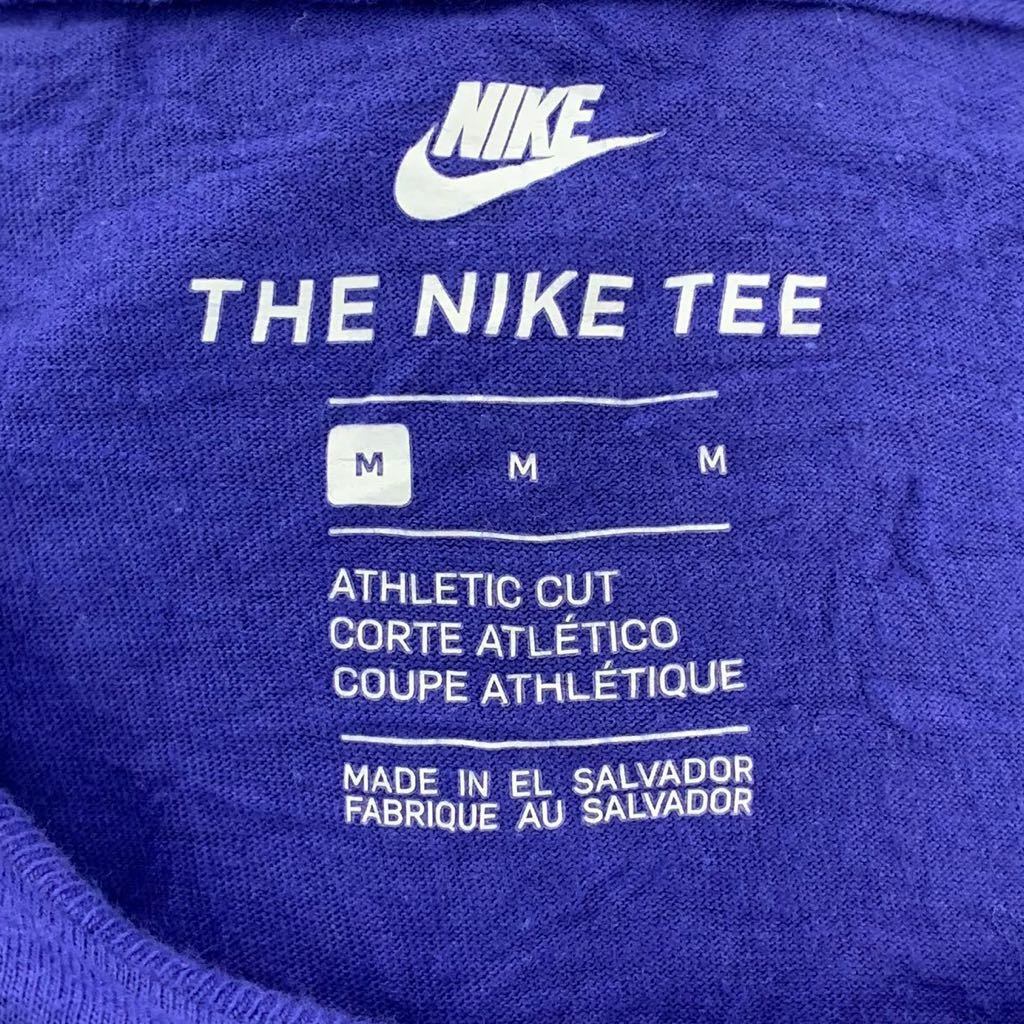 NIKE
THE NIKE TEE
M M M
ATHLETIC CUT
CORTE ATLÉTICO
COUPE ATHLÉTIQUE
MADE IN EL SALVADOR
FABRIQUE AU SALVADOR